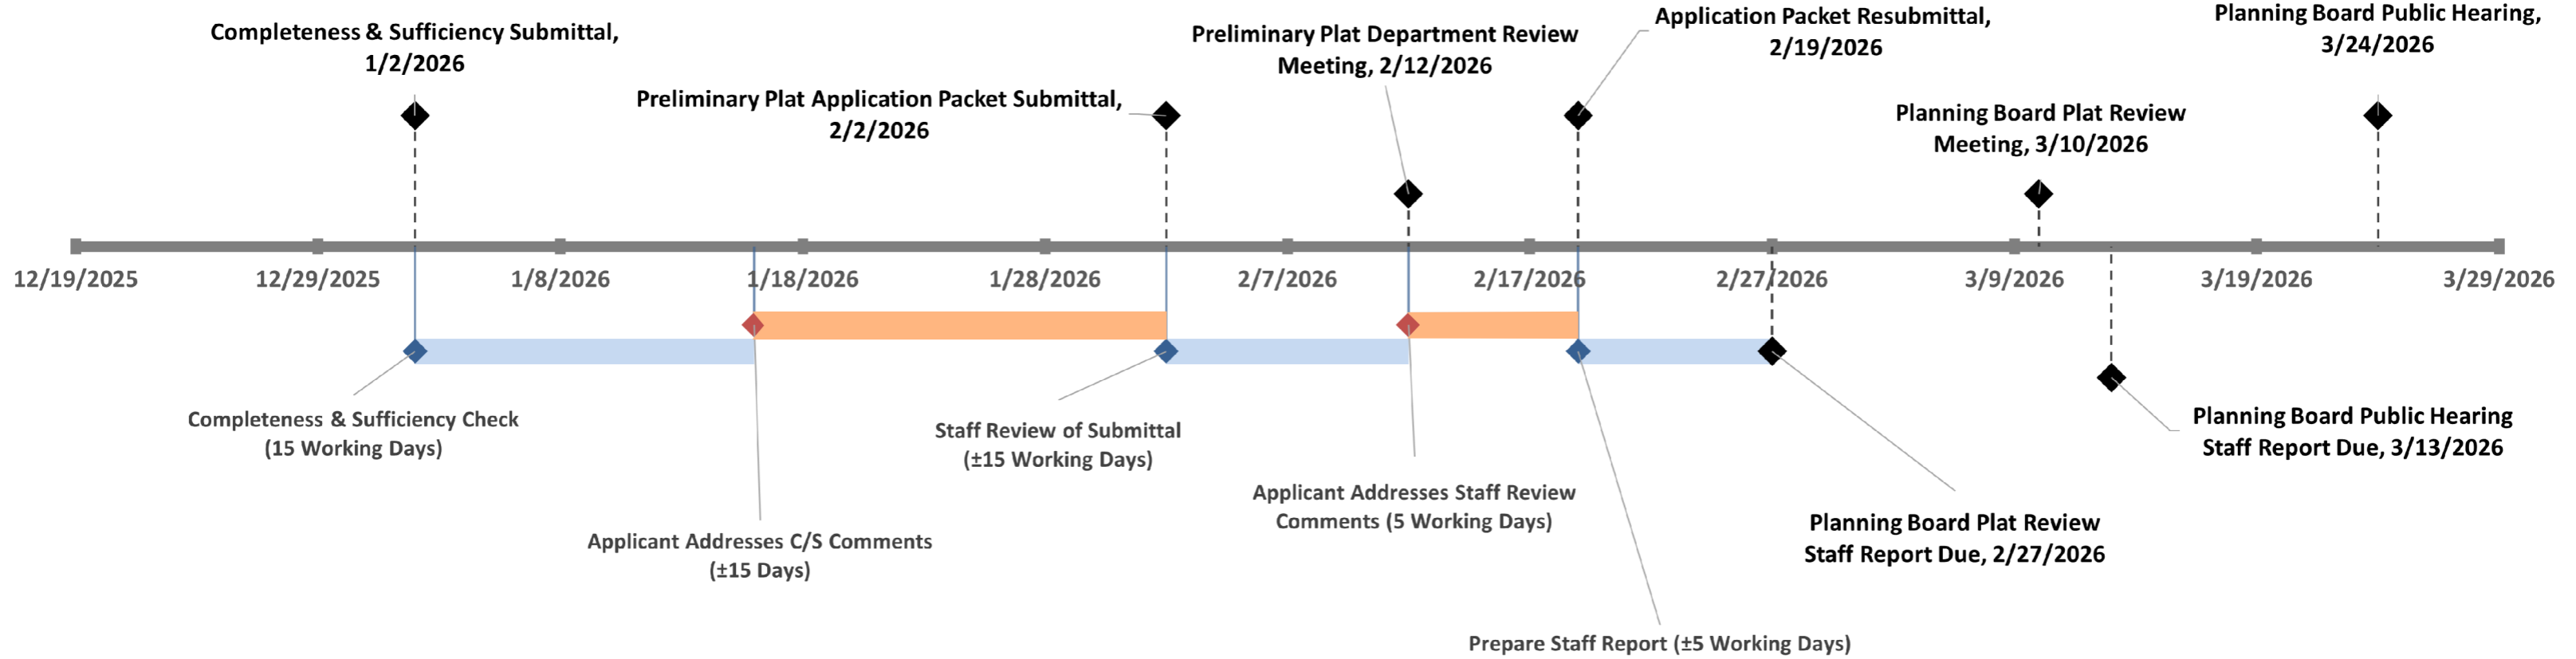 Completeness & Sufficiency Submittal,
1/2/2026
Preliminary Plat Application Packet Submittal,
2/2/2026
Preliminary Plat Department Review
Meeting, 2/12/2026
Application Packet Resubmittal,
2/19/2026
Planning Board Plat Review
Meeting, 3/10/2026
Planning Board Public Hearing,
3/24/2026
12/19/2025
12/29/2025
1/8/2026
1/18/2026
1/28/2026
2/7/2026
2/17/2026
2/27/2026
3/9/2026
3/19/2026
3/29/2026
Completeness & Sufficiency Check
(15 Working Days)
Applicant Addresses C/S Comments
(±15 Days)
Staff Review of Submittal
(±15 Working Days)
Applicant Addresses Staff Review
Comments (5 Working Days)
Prepare Staff Report (±5 Working Days)
Planning Board Plat Review
Staff Report Due, 2/27/2026
Planning Board Public Hearing
Staff Report Due, 3/13/2026